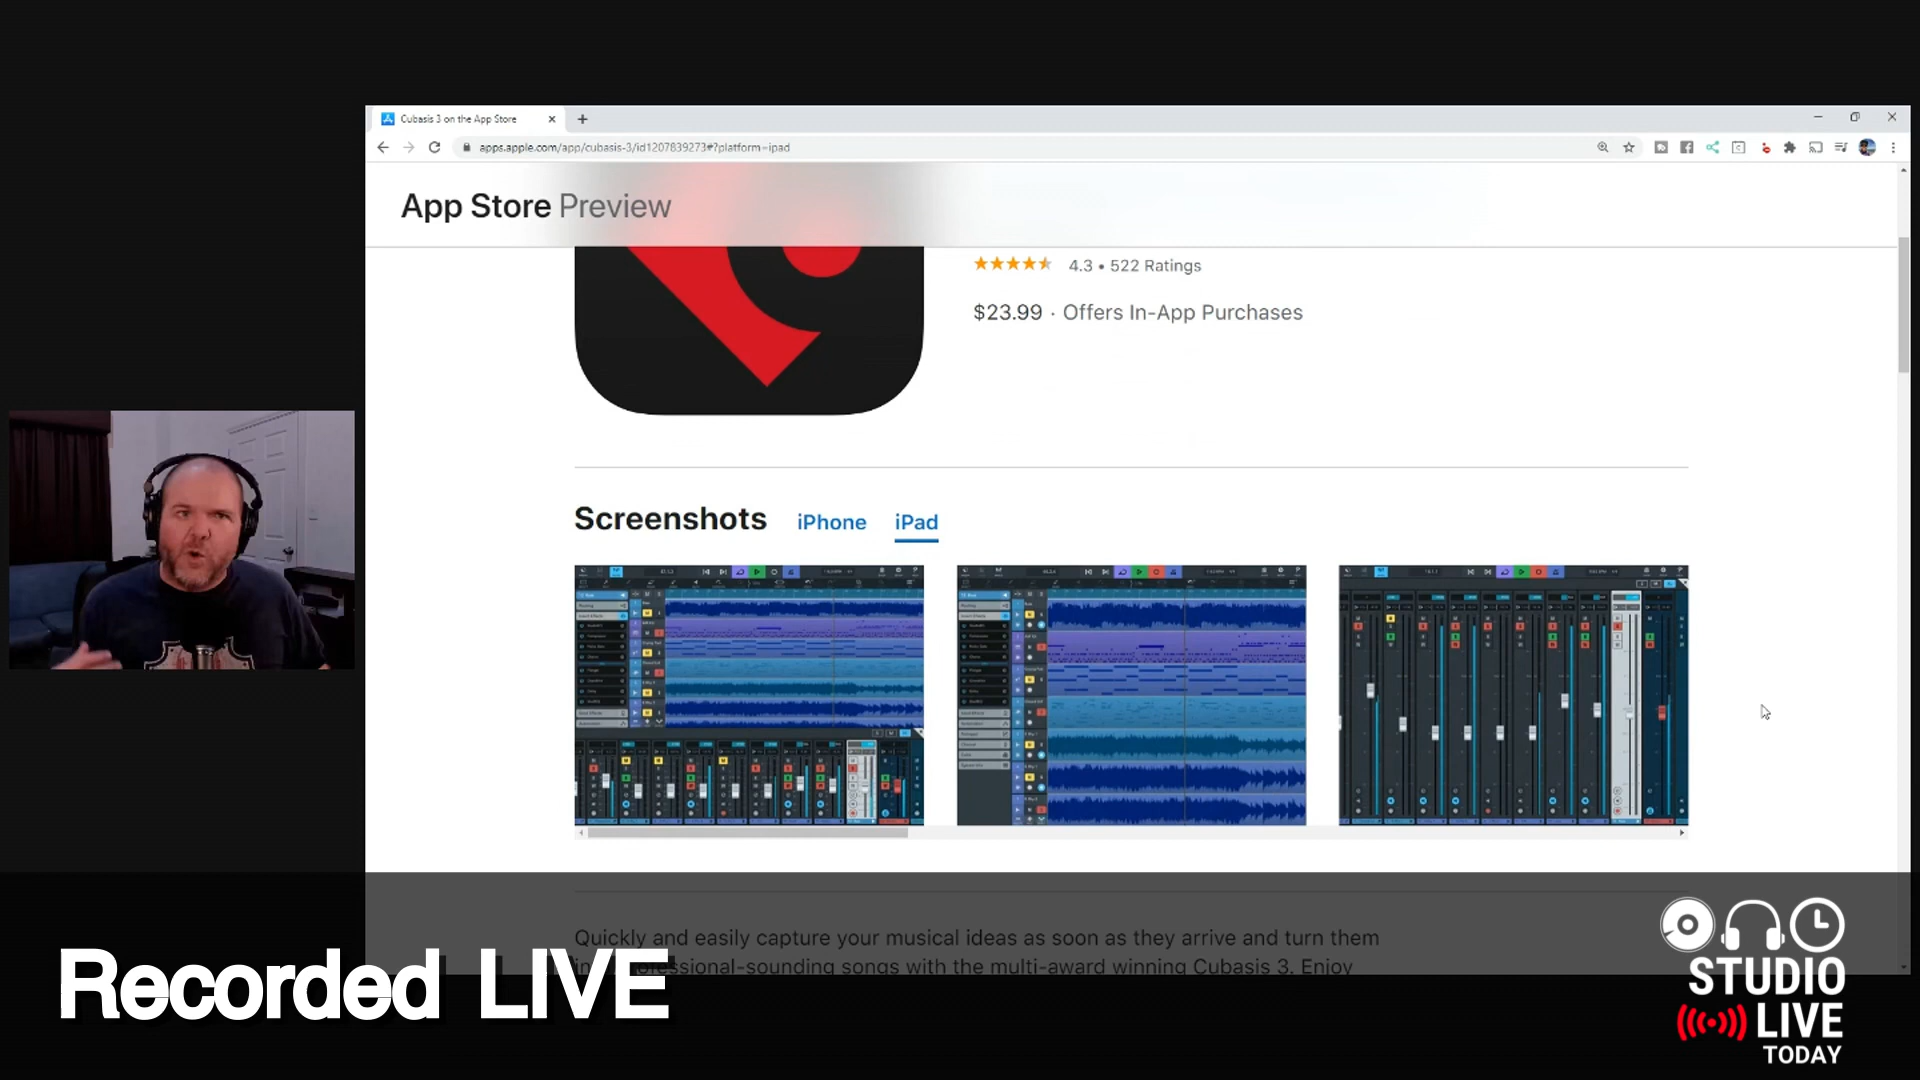 Cubasis 3 on the App Store
apps.apple.com/app/cubasis-3/id1207839273#?platform=ipad
App Store Preview
4.3 • 522 Ratings
$23.99 · Offers In-App Purchases
Screenshots iPhone iPad
Quickly and easily capture your musical ideas as soon as they arrive and turn them
professional-sounding songs with the multi-award winning Cubasis 3. Enjoy
Recorded LIVE
STUDIO
LIVE
TODAY